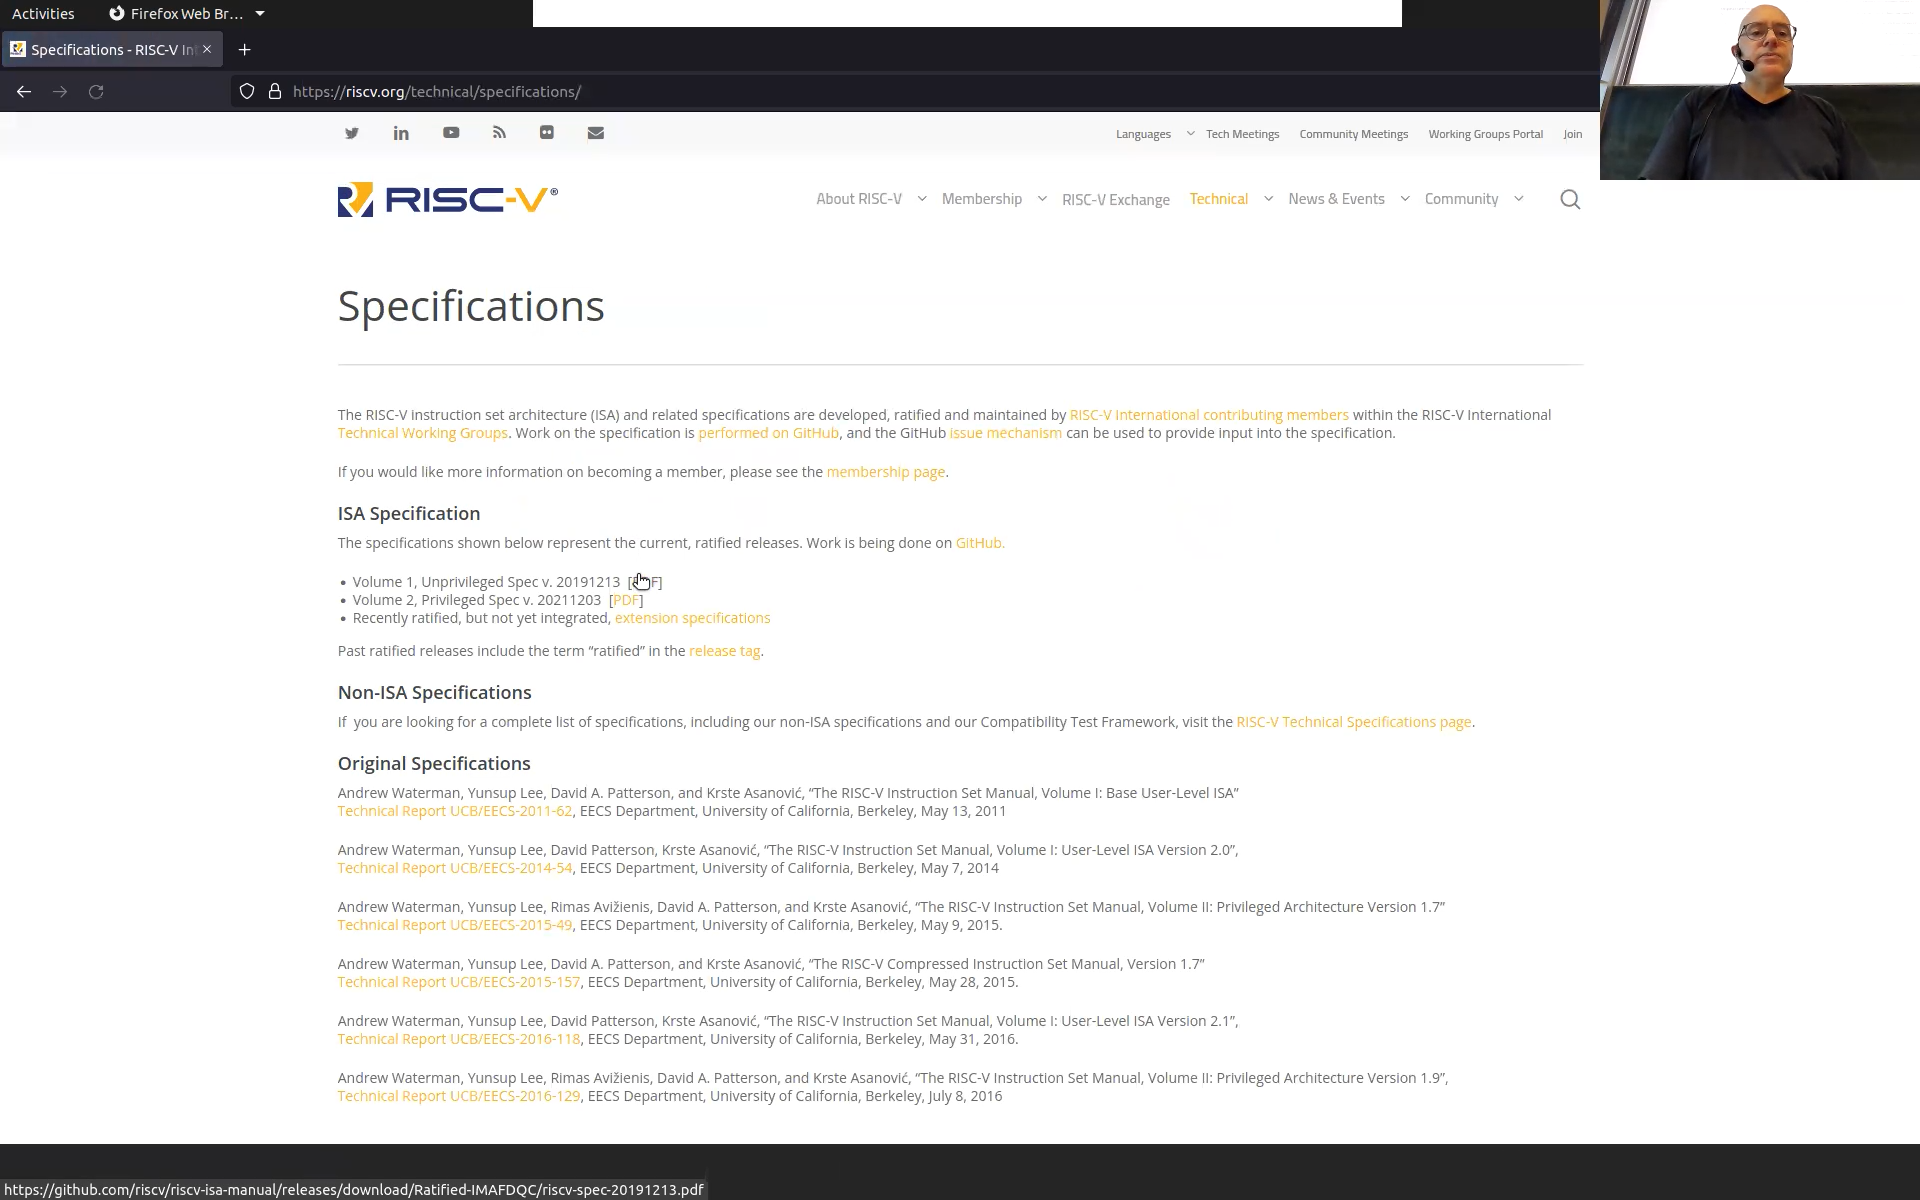 Activities
Firefox Web Br…
Specifications - RISC-V Int
https://riscv.org/technical/specifications/
Languages Tech Meetings Community Meetings Working Groups Portal Join
RISC-V®
About RISC-V Membership RISC-V Exchange Technical News & Events Community
Specifications
The RISC-V instruction set architecture (ISA) and related specifications are developed, ratified and maintained by RISC-V International contributing members within the RISC-V International
Technical Working Groups. Work on the specification is performed on GitHub, and the GitHub issue mechanism can be used to provide input into the specification.
If you would like more information on becoming a member, please see the membership page.
ISA Specification
The specifications shown below represent the current, ratified releases. Work is being done on GitHub.
• Volume 1, Unprivileged Spec v. 20191213 [PDF]
• Volume 2, Privileged Spec v. 20211203 [PDF]
• Recently ratified, but not yet integrated, extension specifications
Past ratified releases include the term “ratified” in the release tag.
Non-ISA Specifications
If you are looking for a complete list of specifications, including our non-ISA specifications and our Compatibility Test Framework, visit the RISC-V Technical Specifications page.
Original Specifications
Andrew Waterman, Yunsup Lee, David A. Patterson, and Krste Asanović, “The RISC-V Instruction Set Manual, Volume I: Base User-Level ISA”
Technical Report UCB/EECS-2011-62, EECS Department, University of California, Berkeley, May 13, 2011
Andrew Waterman, Yunsup Lee, David Patterson, Krste Asanović, “The RISC-V Instruction Set Manual, Volume I: User-Level ISA Version 2.0”,
Technical Report UCB/EECS-2014-54, EECS Department, University of California, Berkeley, May 7, 2014
Andrew Waterman, Yunsup Lee, Rimas Avižienis, David A. Patterson, and Krste Asanović, “The RISC-V Instruction Set Manual, Volume II: Privileged Architecture Version 1.7”
Technical Report UCB/EECS-2015-49, EECS Department, University of California, Berkeley, May 9, 2015.
Andrew Waterman, Yunsup Lee, David A. Patterson, and Krste Asanović, “The RISC-V Compressed Instruction Set Manual, Version 1.7”
Technical Report UCB/EECS-2015-157, EECS Department, University of California, Berkeley, May 28, 2015.
Andrew Waterman, Yunsup Lee, David Patterson, Krste Asanović, “The RISC-V Instruction Set Manual, Volume I: User-Level ISA Version 2.1”,
Technical Report UCB/EECS-2016-118, EECS Department, University of California, Berkeley, May 31, 2016.
Andrew Waterman, Yunsup Lee, Rimas Avižienis, David A. Patterson, and Krste Asanović, “The RISC-V Instruction Set Manual, Volume II: Privileged Architecture Version 1.9”,
Technical Report UCB/EECS-2016-129, EECS Department, University of California, Berkeley, July 8, 2016
https://github.com/riscv/riscv-isa-manual/releases/download/Ratified-IMAFDQC/riscv-spec-20191213.pdf